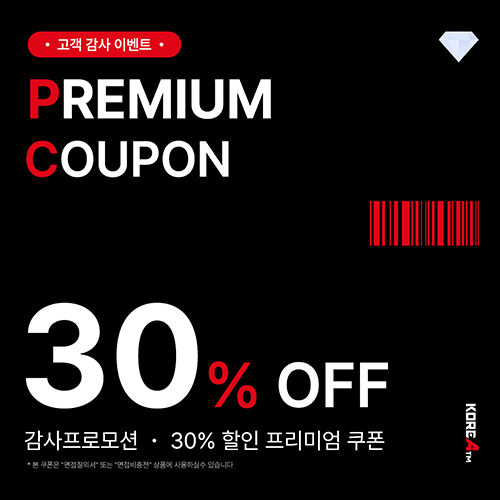 • 고객 감사 이벤트 •
PREMIUM
COUPON
30% OFF
감사프로모션 · 30% 할인 프리미엄 쿠폰
* 본 쿠폰은 "면접질의서" 또는 "면접비충전" 상품에 사용하실수 있습니다
KOREA™